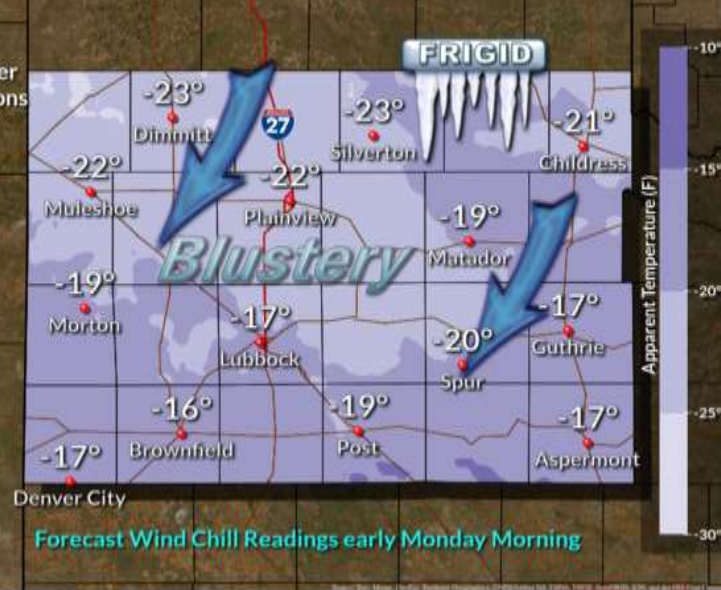 er
ons
FRIGID
-10°
-23°
Dimmitt
27
-23°
Silverton
-21°
Childress
-15°
-22°
Muleshoe
-22°
Plainview
-19°
Matador
Blustery
Apparent Temperature (F)
-20°
-19°
Morton
-17°
Lubbock
-20°
Spur
-17°
Guthrie
-25°
-16°
Brownfield
-19°
Post
-17°
Aspermont
-17°
Denver City
-30°
Forecast Wind Chill Readings early Monday Morning